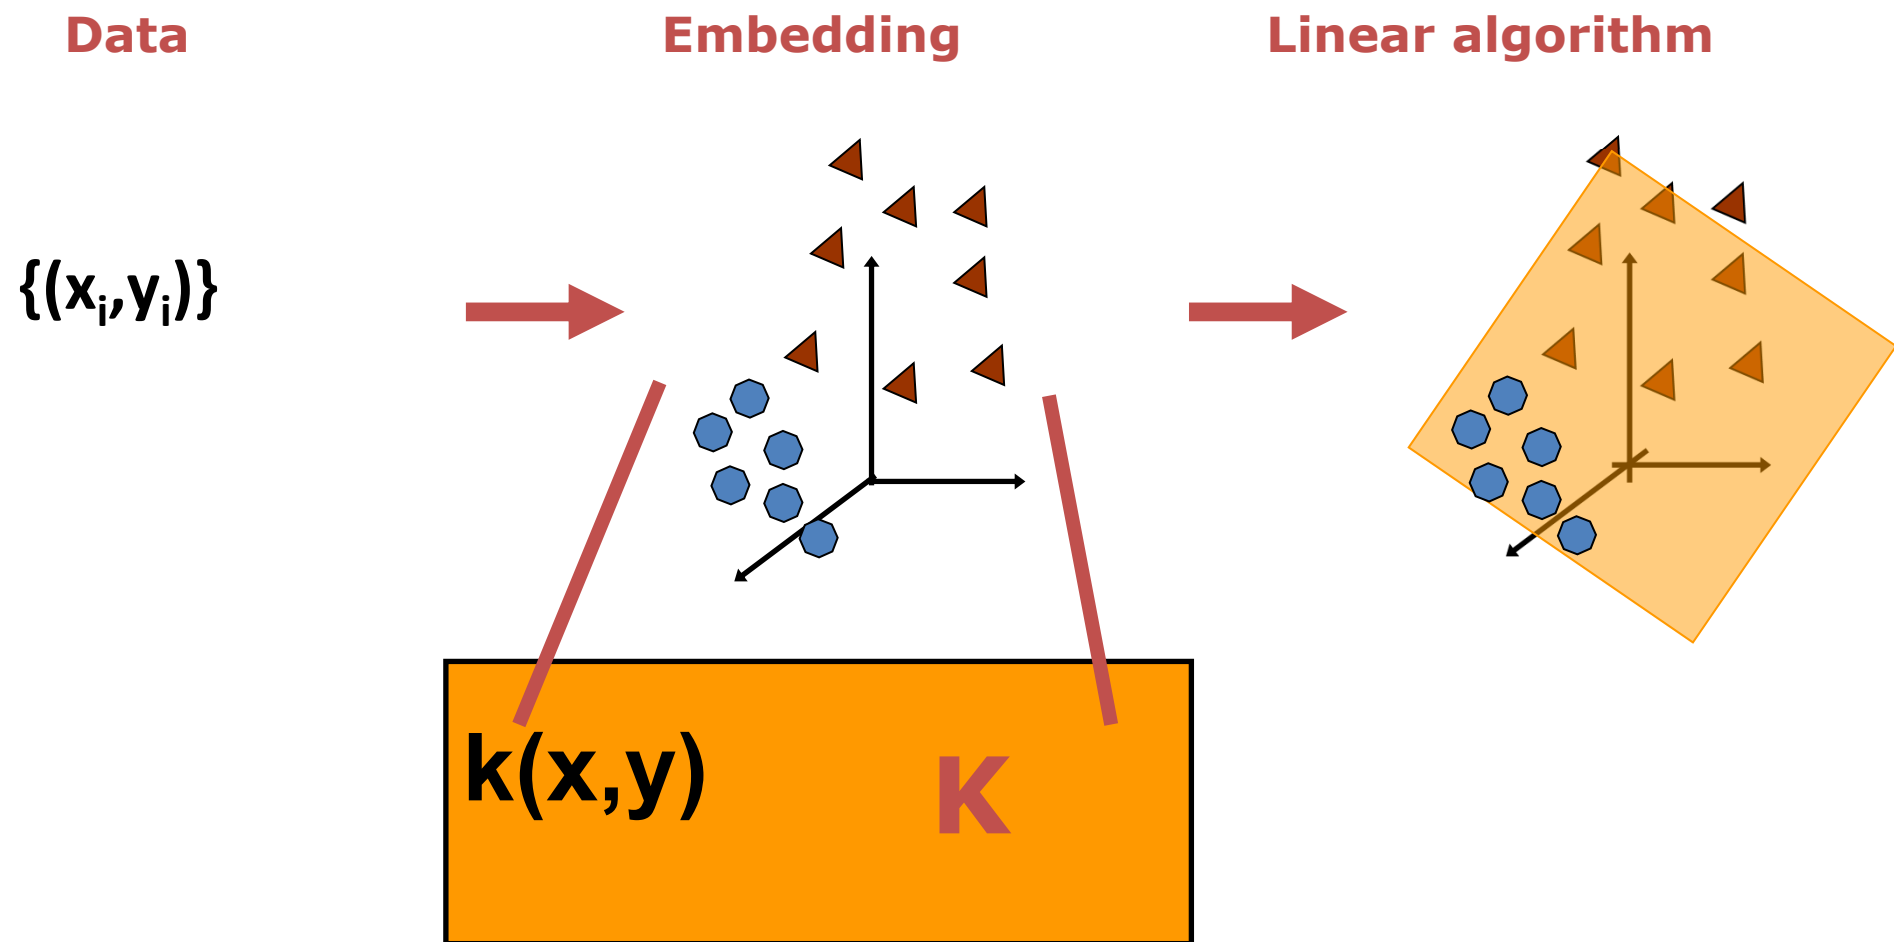 Data
Embedding
Linear algorithm
{(xᵢ,yᵢ)}
k(x,y)
K